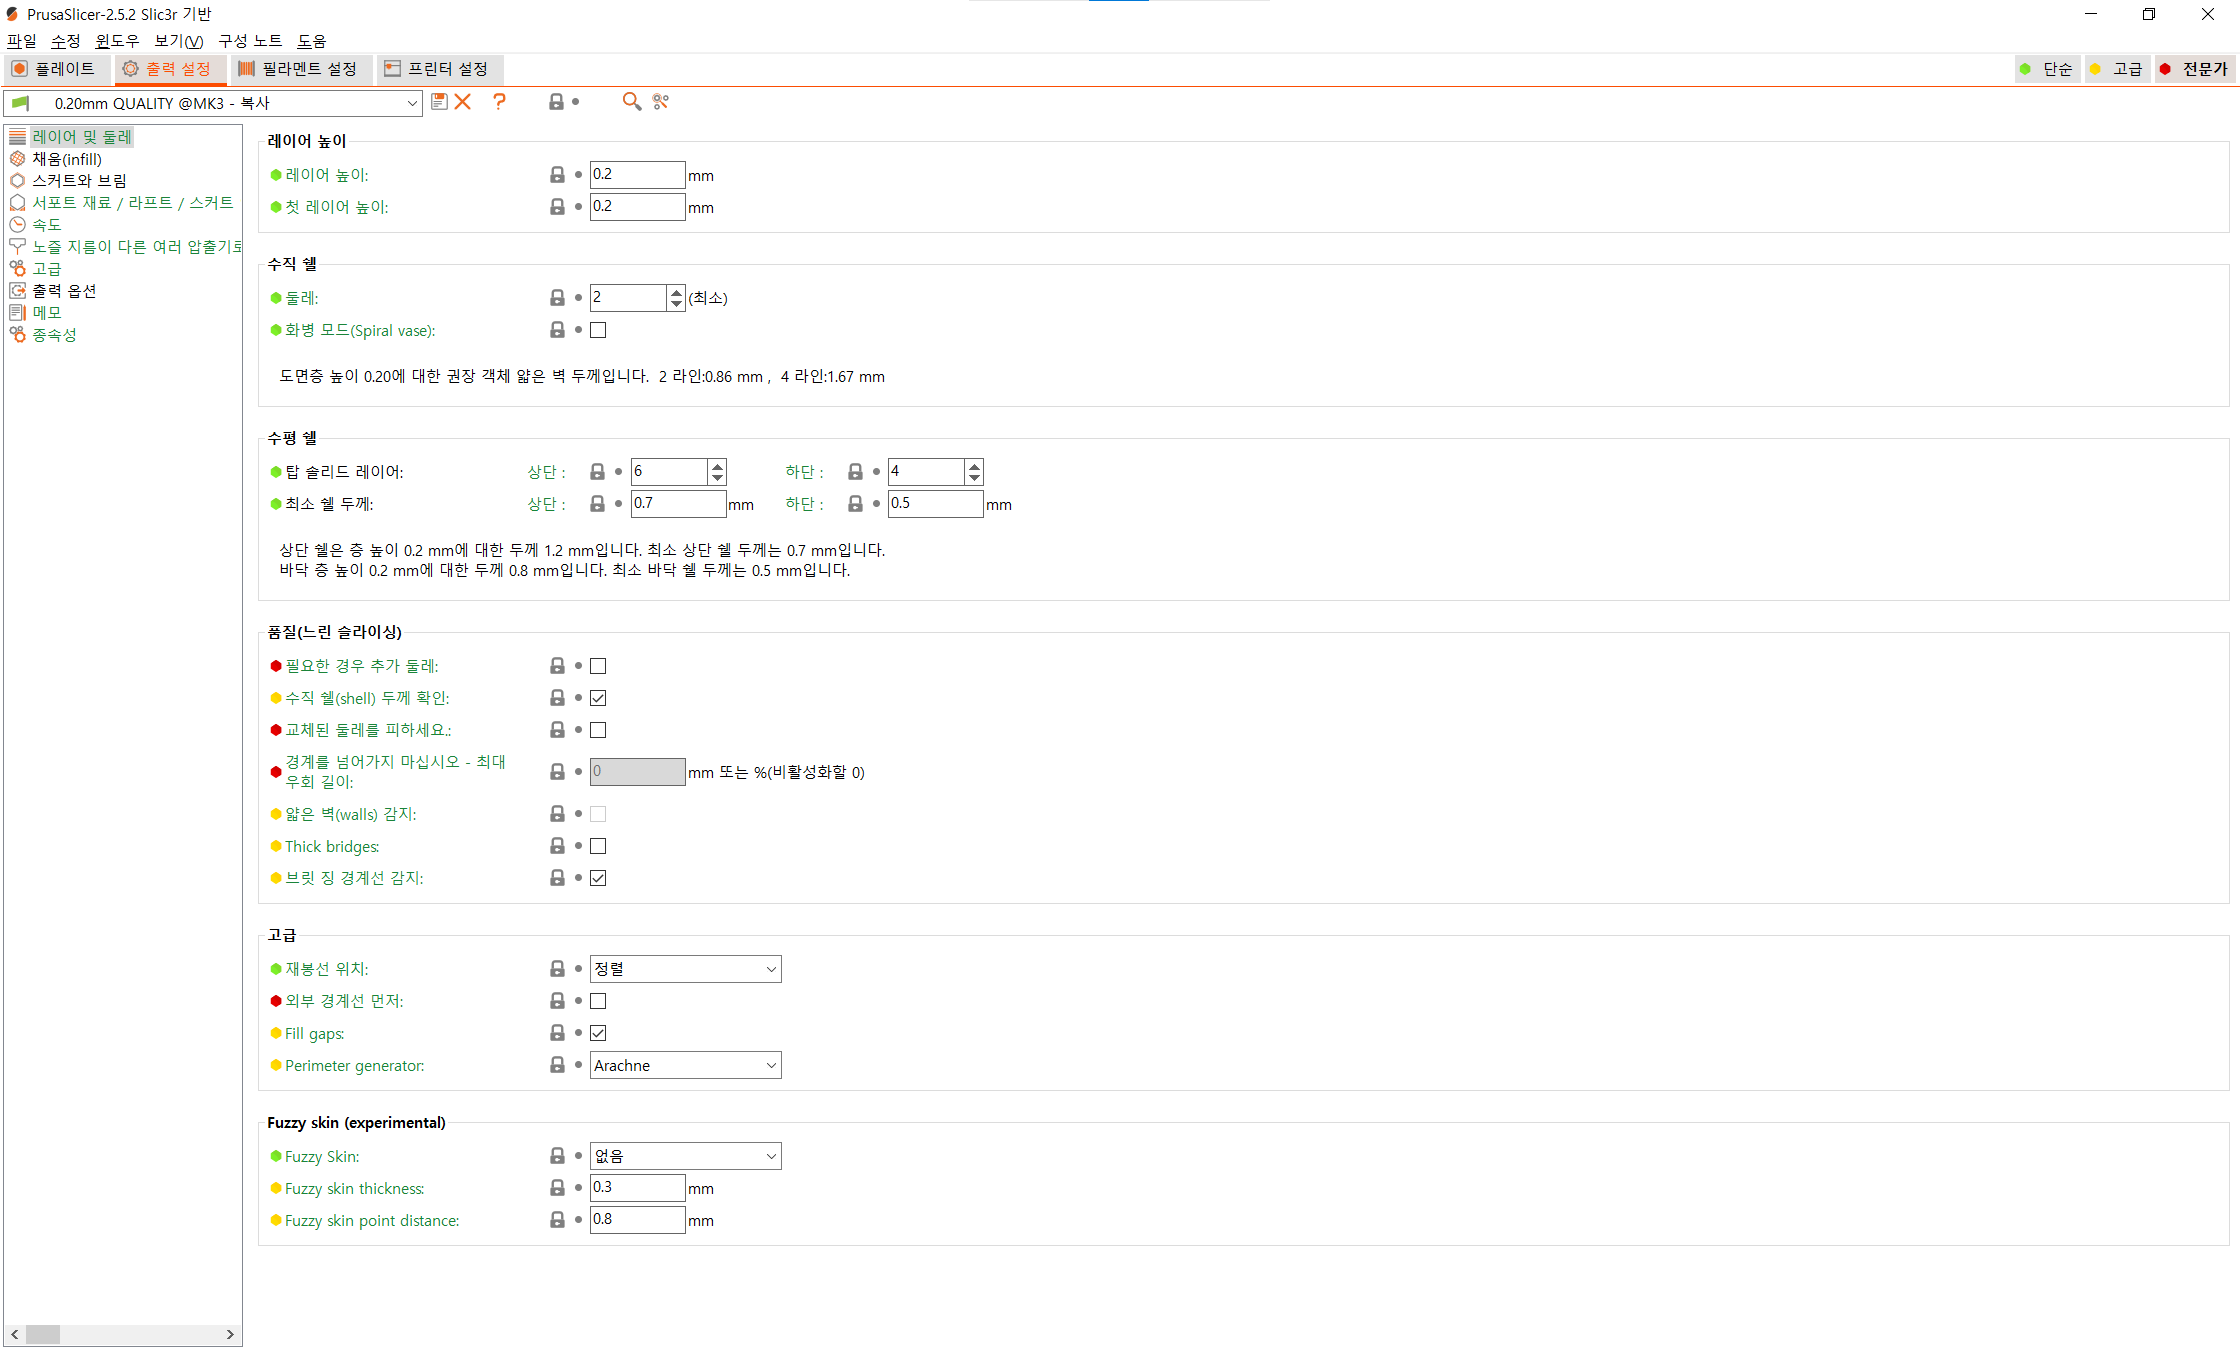 PrusaSlicer-2.5.2 Slic3r 기반
파일 수정 윈도우 보기(V) 구성 노트 도움
플레이트 출력 설정 필라멘트 설정 프린터 설정 단순 고급 전문가
0.20mm QUALITY @MK3 - 복사
레이어 및 둘레
채움(infill)
스커트와 브림
서포트 재료 / 라프트 / 스커트
속도
노즐 지름이 다른 여러 압출기로
고급
출력 옵션
메모
종속성
레이어 높이
레이어 높이: 0.2 mm
첫 레이어 높이: 0.2 mm
수직 쉘
둘레: 2 (최소)
화병 모드(Spiral vase):
도면층 높이 0.20에 대한 권장 객체 얇은 벽 두께입니다. 2 라인:0.86 mm , 4 라인:1.67 mm
수평 쉘
탑 솔리드 레이어: 상단 : 6 하단 : 4
최소 쉘 두께: 상단 : 0.7 mm 하단 : 0.5 mm
상단 쉘은 층 높이 0.2 mm에 대한 두께 1.2 mm입니다. 최소 상단 쉘 두께는 0.7 mm입니다.
바닥 층 높이 0.2 mm에 대한 두께 0.8 mm입니다. 최소 바닥 쉘 두께는 0.5 mm입니다.
품질(느린 슬라이싱)
필요한 경우 추가 둘레:
수직 쉘(shell) 두께 확인:
교체된 둘레를 피하세요.:
경계를 넘어가지 마십시오 - 최대
우회 길이: 0 mm 또는 %(비활성화할 0)
얇은 벽(walls) 감지:
Thick bridges:
브릿 징 경계선 감지:
고급
재봉선 위치: 정렬
외부 경계선 먼저:
Fill gaps:
Perimeter generator: Arachne
Fuzzy skin (experimental)
Fuzzy Skin: 없음
Fuzzy skin thickness: 0.3 mm
Fuzzy skin point distance: 0.8 mm